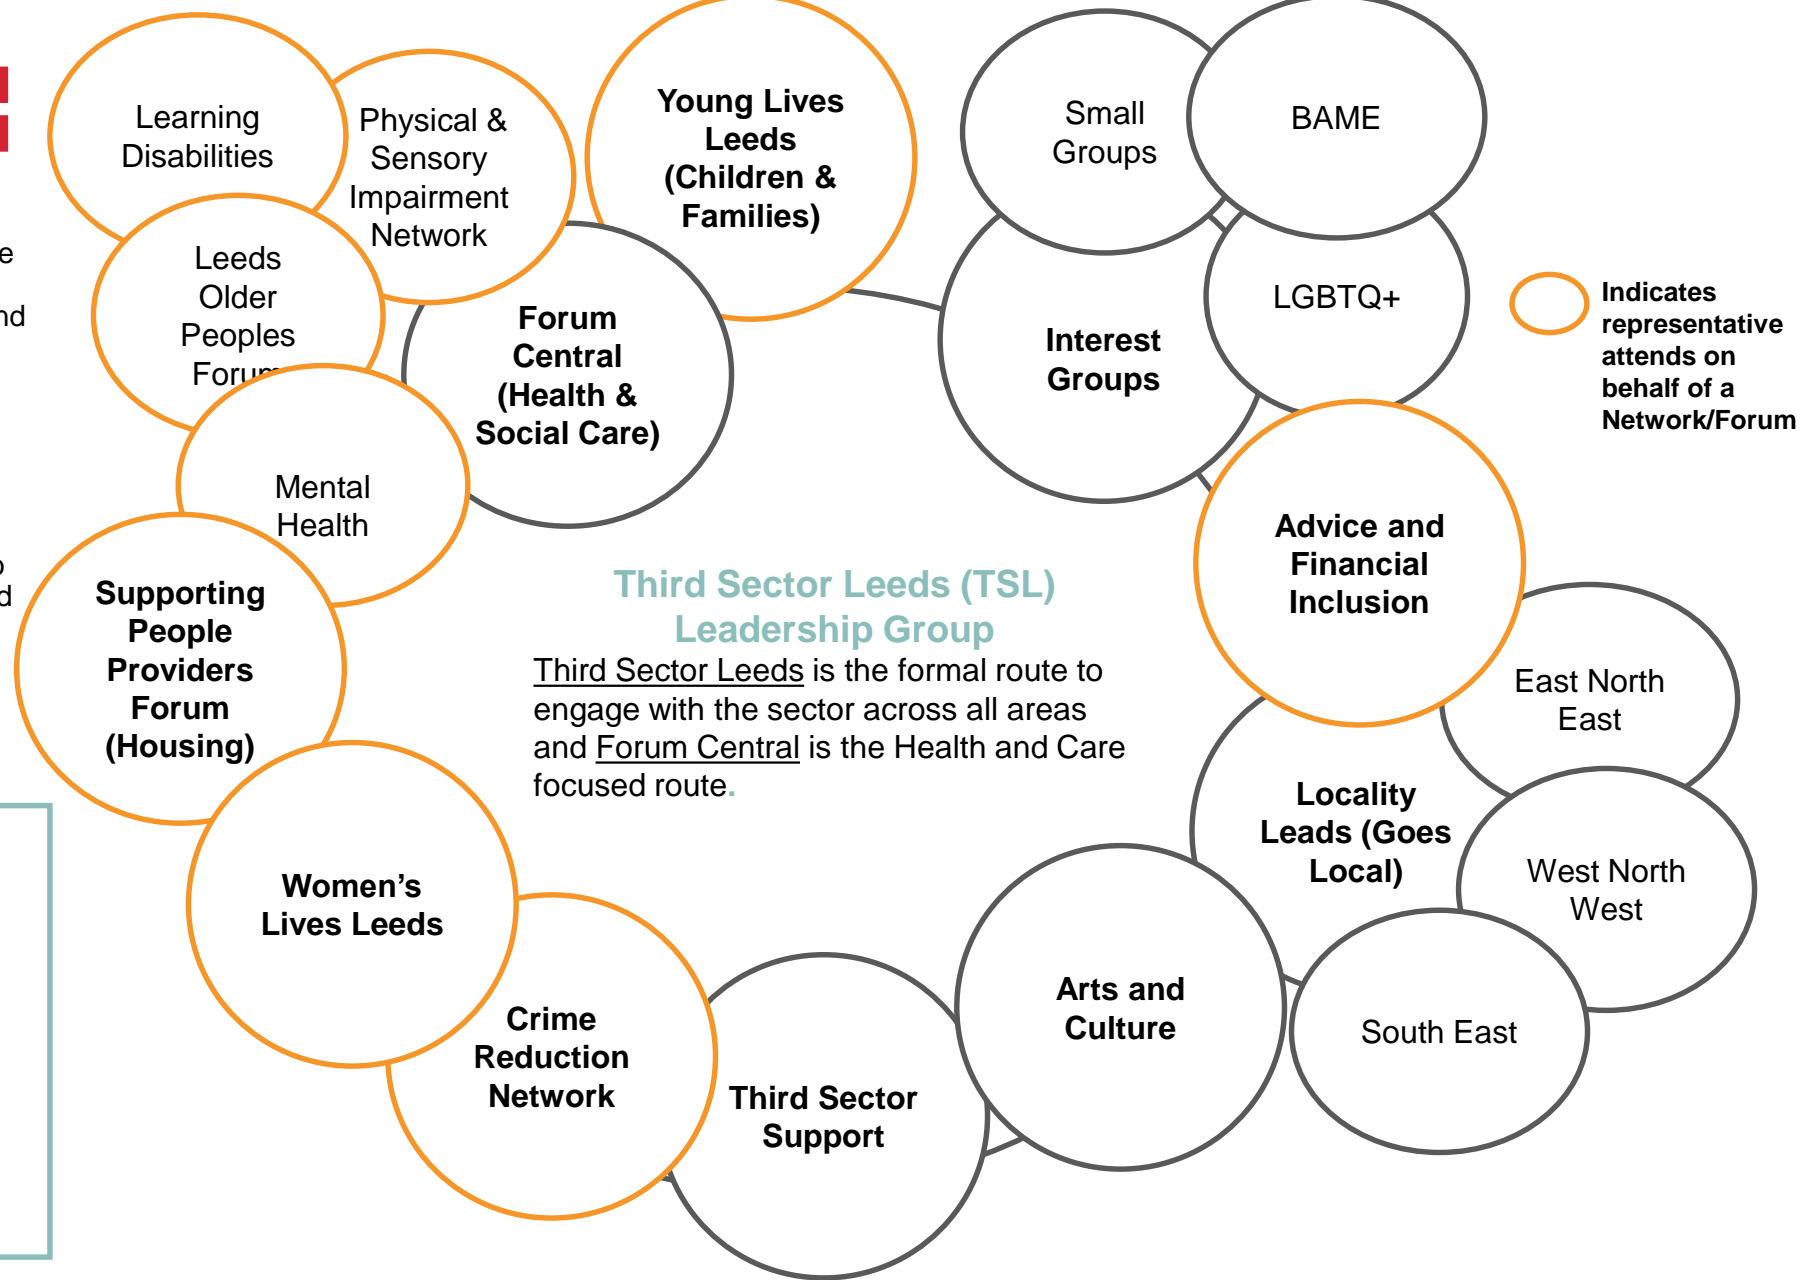 Learning
Disabilities
Physical &
Sensory
Impairment
Network
Young Lives
Leeds
(Children &
Families)
Small
Groups
BAME
Leeds
Older
Peoples
Forum
Forum
Central
(Health &
Social Care)
Interest
Groups
LGBTQ+
Indicates
representative
attends on
behalf of a
Network/Forum
Mental
Health
Advice and
Financial
Inclusion
Supporting
People
Providers
Forum
(Housing)
Third Sector Leeds (TSL)
Leadership Group
Third Sector Leeds is the formal route to
engage with the sector across all areas
and Forum Central is the Health and Care
focused route.
East North
East
Locality
Leads (Goes
Local)
West North
West
Women’s
Lives Leeds
Crime
Reduction
Network
Third Sector
Support
Arts and
Culture
South East